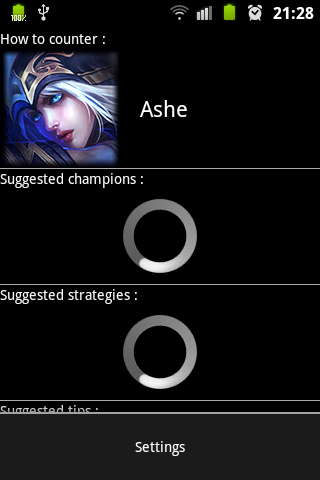 100%
21:28
How to counter :
Ashe
Suggested champions :
Suggested strategies :
Suggested tips :
Settings